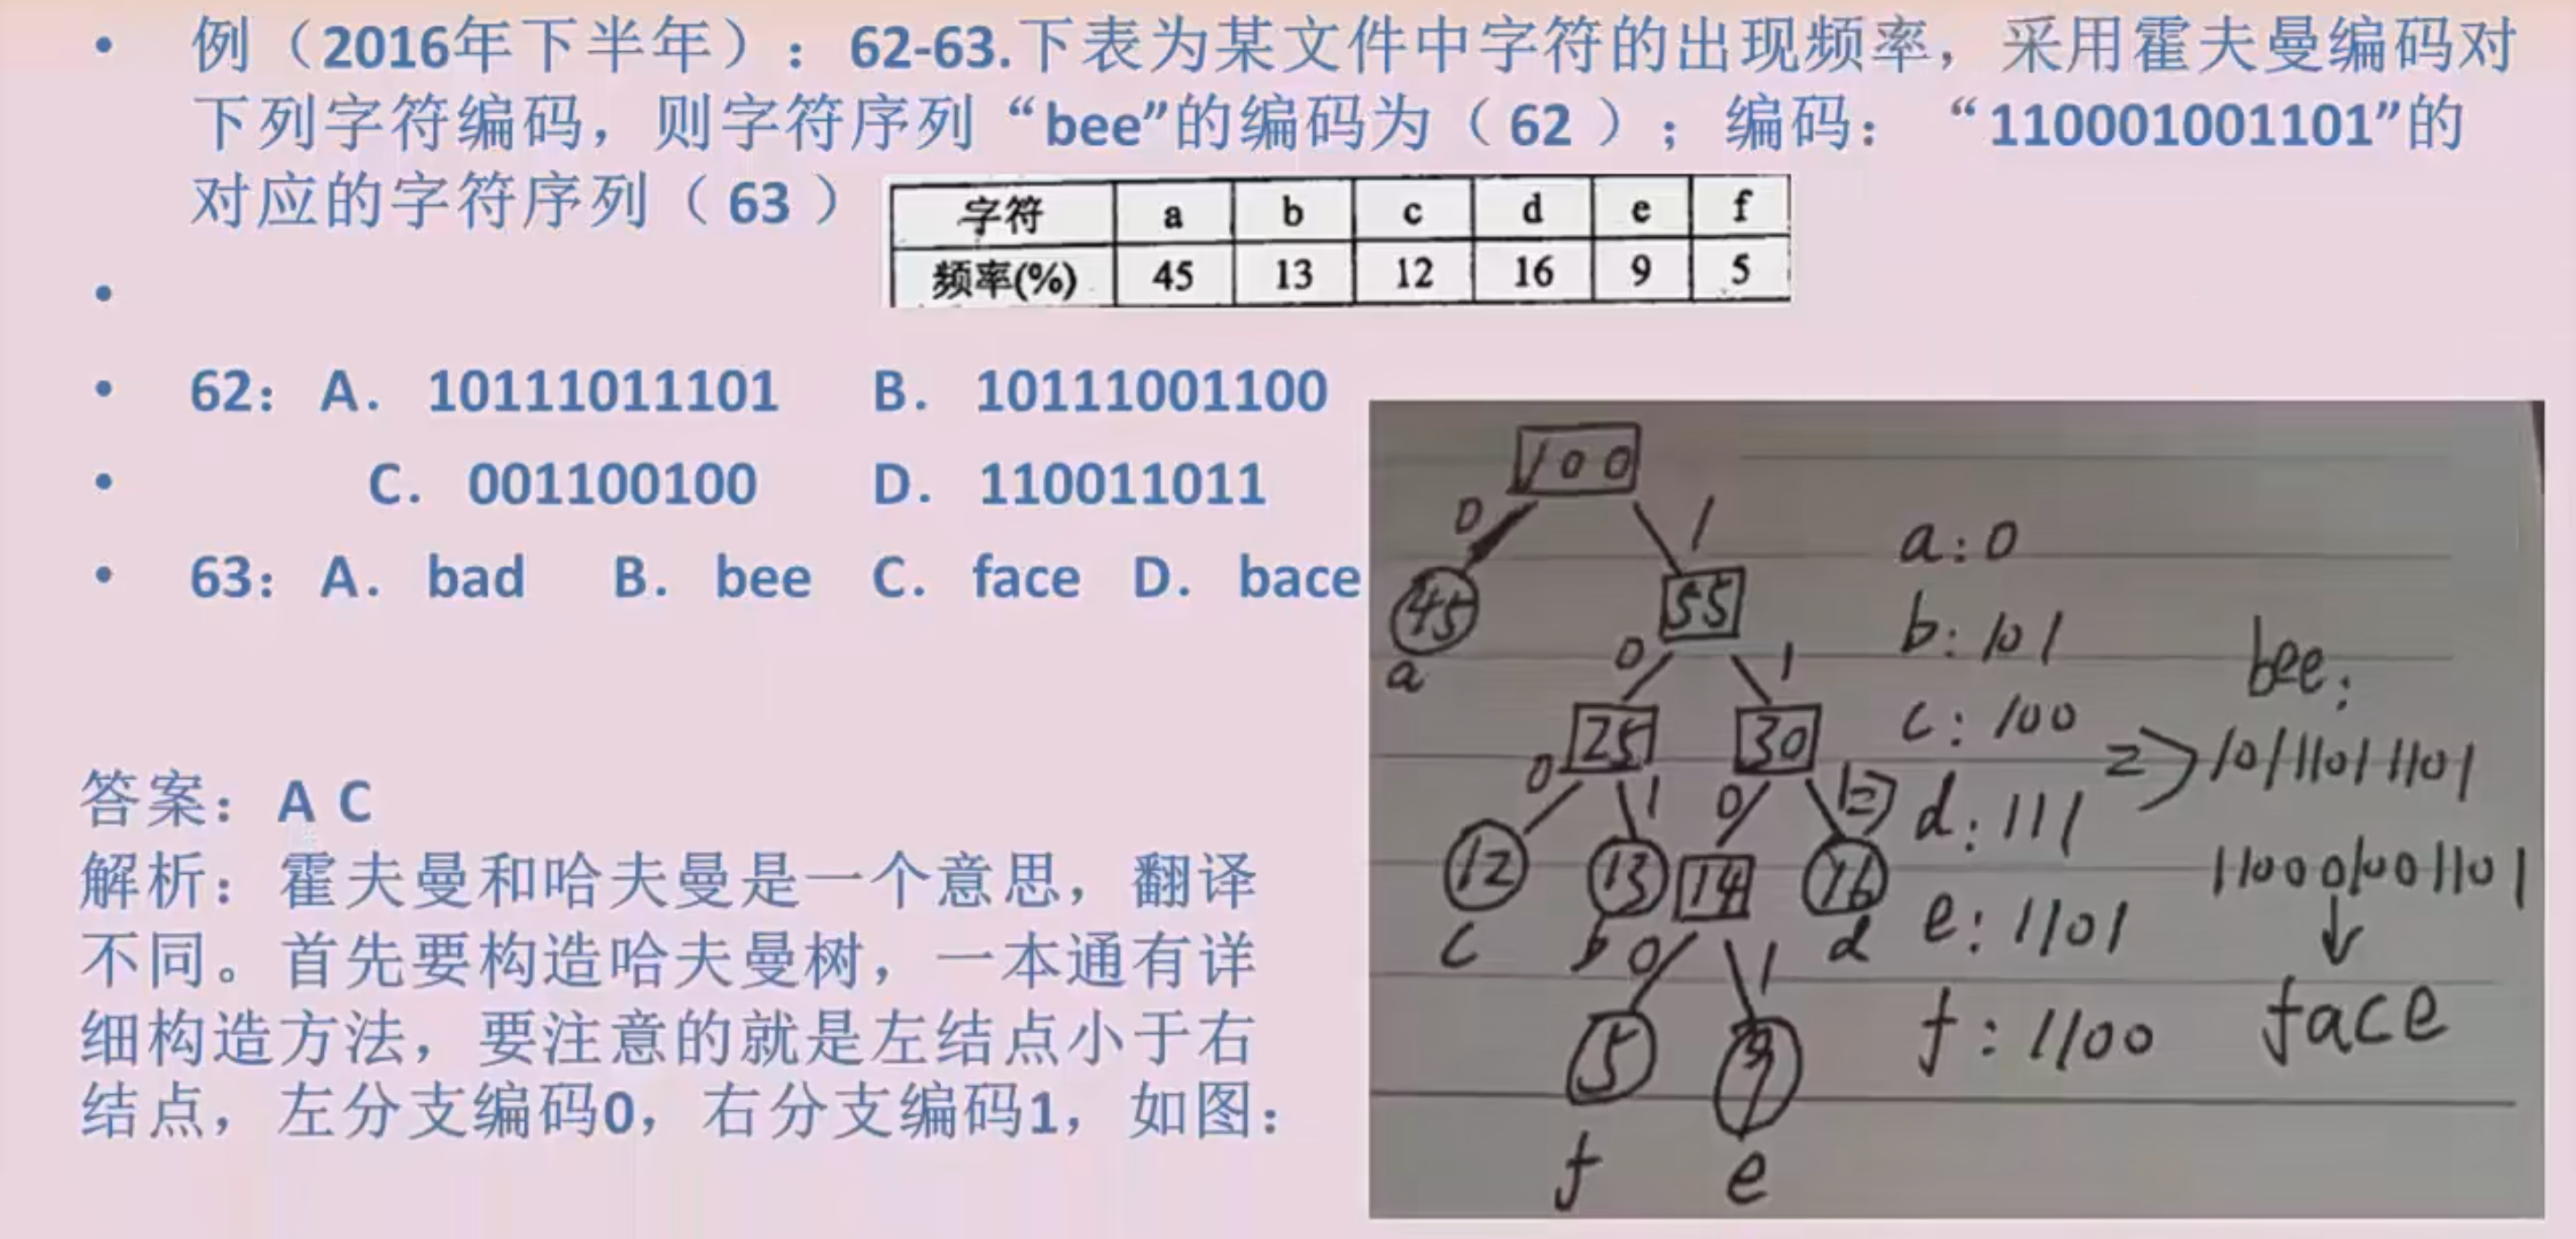 • 例（2016年下半年）：62-63.下表为某文件中字符的出现频率，采用霍夫曼编码对
下列字符编码，则字符序列“bee”的编码为（62 ）；编码：“110001001101”的
对应的字符序列（ 63 ）
字符 a b c d e f
频率(%) 45 13 12 16 9 5
•
• 62：A. 10111011101 B. 10111001100
• C. 001100100 D. 110011011
• 63：A. bad B. bee C. face D. bace
答案：A C
解析：霍夫曼和哈夫曼是一个意思，翻译
不同。首先要构造哈夫曼树，一本通有详
细构造方法，要注意的就是左结点小于右
结点，左分支编码0，右分支编码1，如图：
100
0 1
45 55
a
0 1
25 30
0 1 0 1
12 13 14 16
c b d
0 1
5 9
f e
a:0
b:101
c:100
d:111
e:1101
f:1100
bee:
=> 10111011101
110001001101
↓
face